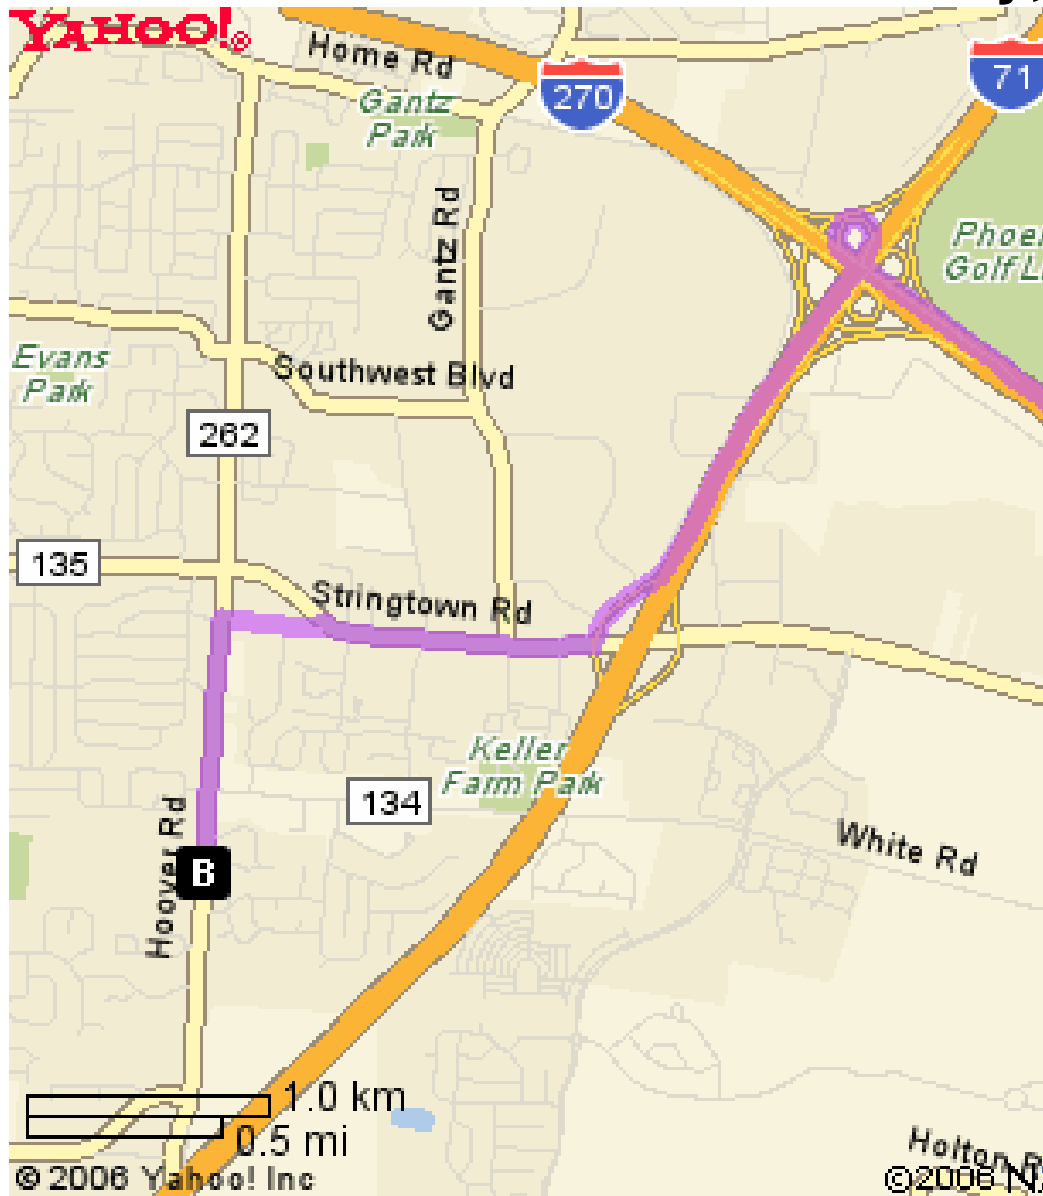 YAHOO!®
Home Rd
270
71
Gantz
Park
Gantz Rd
Phoe
Golf L
Evans
Park
Southwest Blvd
262
135
Stringtown Rd
Keller
Farm Park
134
White Rd
Hoover Rd
B
1.0 km
0.5 mi
Holton
© 2006 Yahoo! Inc
©2006 N